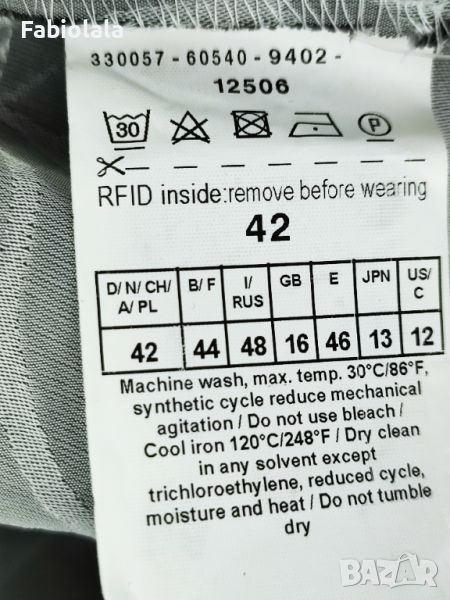 Fabiolala
330057 - 60540 - 9402 -
12506
30 P
RFID inside:remove before wearing
42
D/ N/ CH/ A/ PL B/ F I/ RUS GB E JPN US/ C
42 44 48 16 46 13 12
Machine wash, max. temp. 30°C/86°F,
synthetic cycle reduce mechanical
agitation / Do not use bleach /
Cool iron 120°C/248°F / Dry clean
in any solvent except
trichloroethylene, reduced cycle,
moisture and heat / Do not tumble
dry
BAZAR